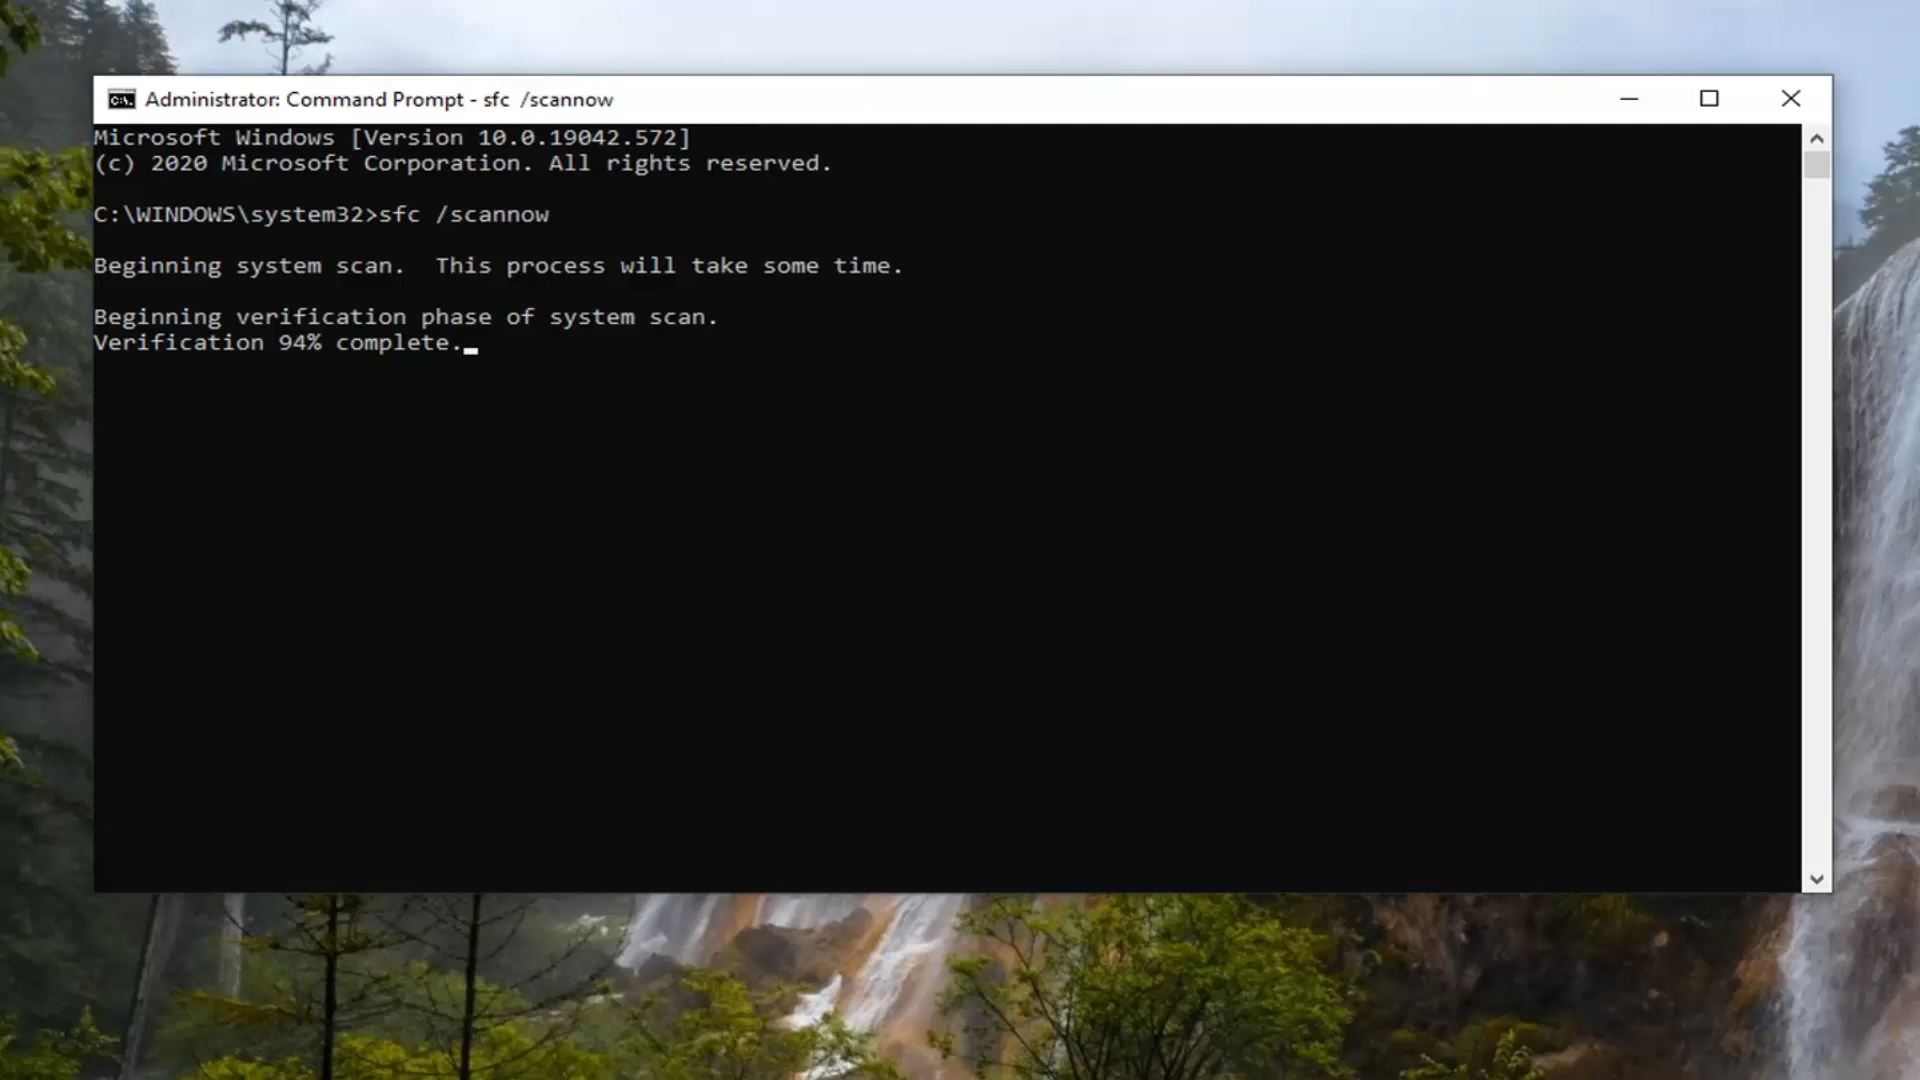 Administrator: Command Prompt - sfc  /scannow
Microsoft Windows [Version 10.0.19042.572]
(c) 2020 Microsoft Corporation. All rights reserved.
C:\WINDOWS\system32>sfc /scannow
Beginning system scan.  This process will take some time.
Beginning verification phase of system scan.
Verification 94% complete.